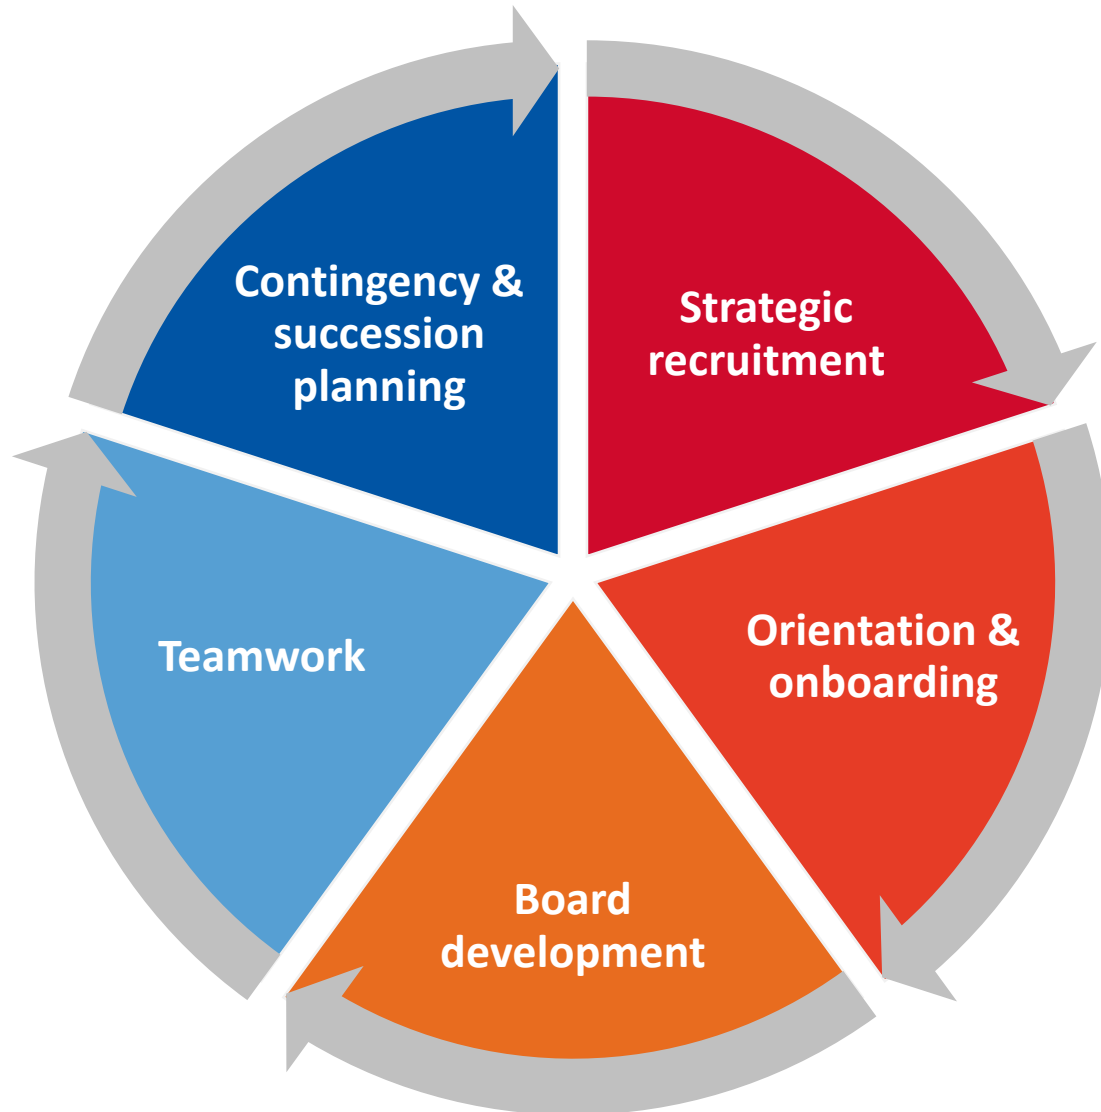 Contingency &
succession
planning
Strategic
recruitment
Orientation &
onboarding
Board
development
Teamwork